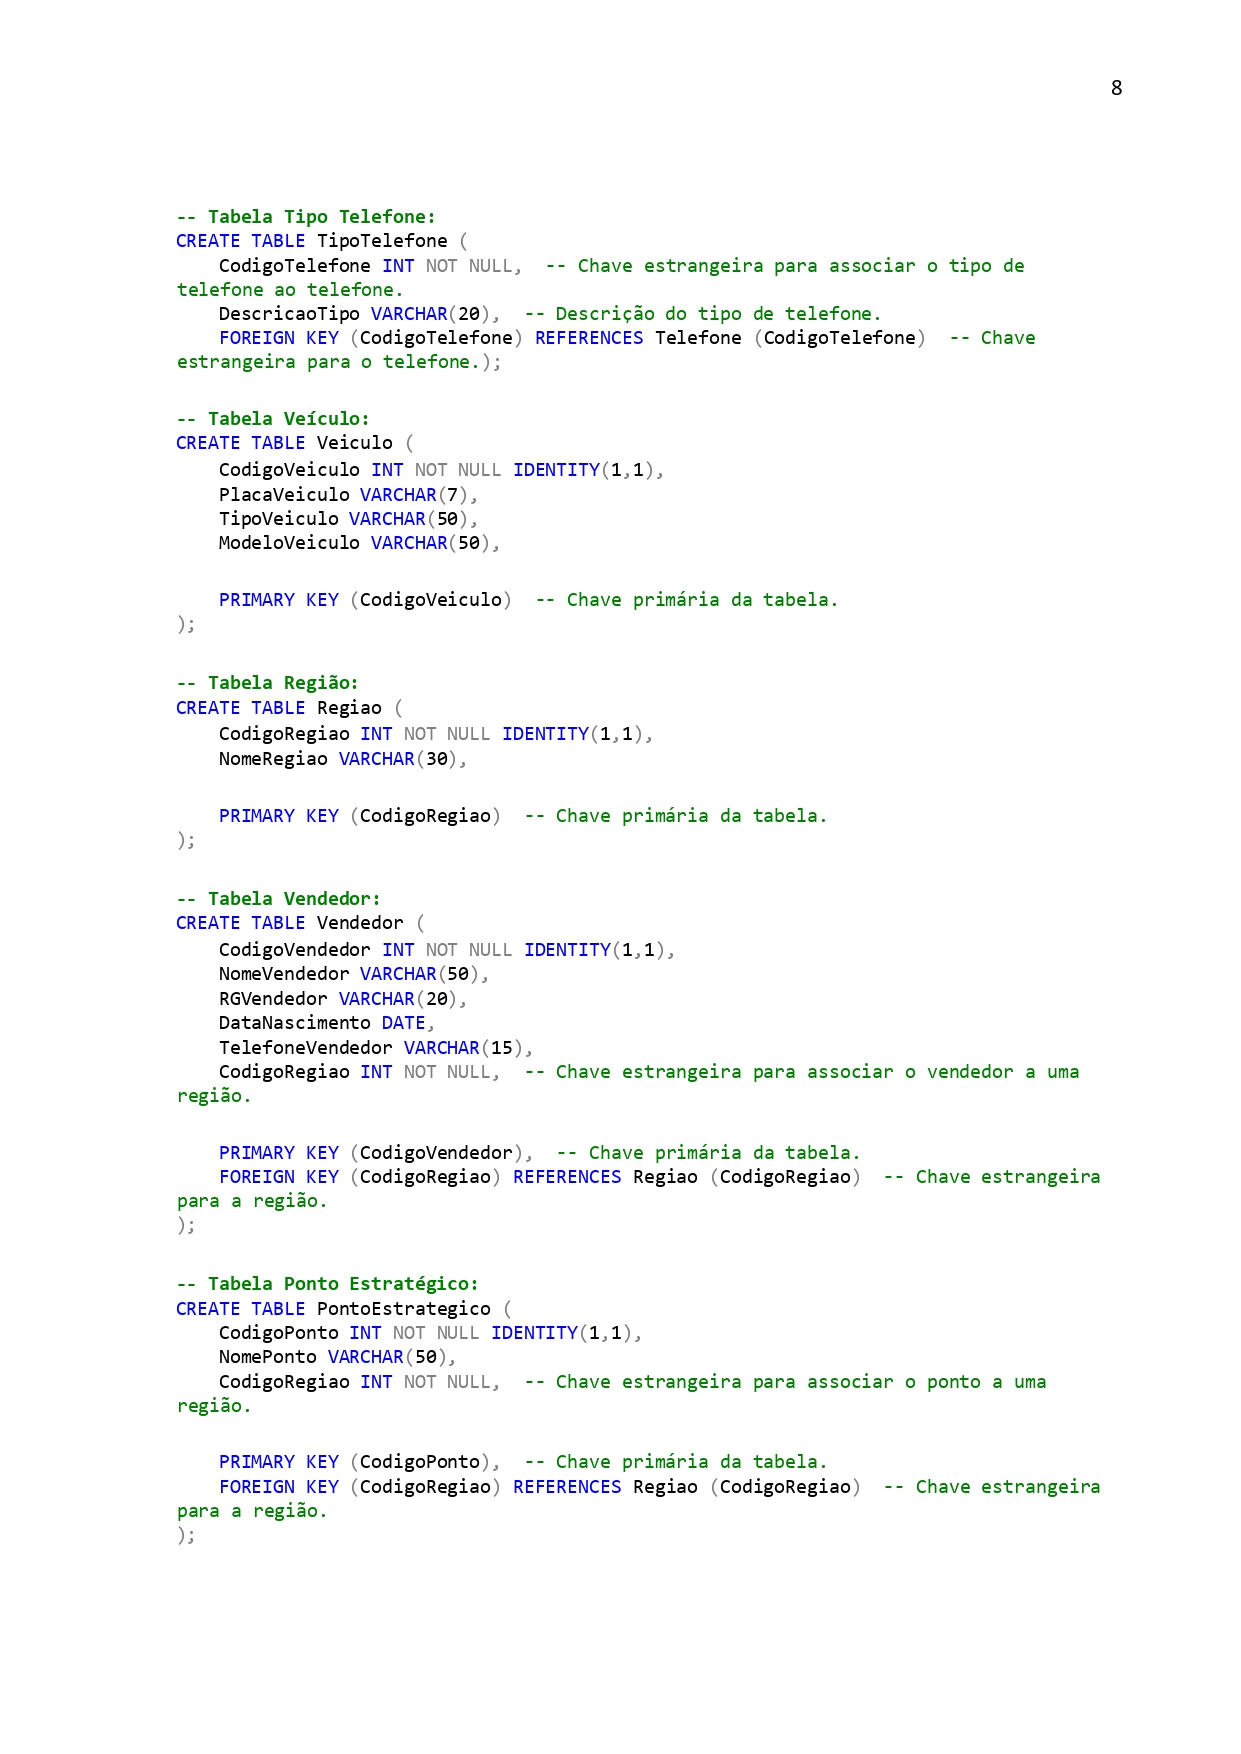 8
-- Tabela Tipo Telefone:
CREATE TABLE TipoTelefone (
    CodigoTelefone INT NOT NULL,  -- Chave estrangeira para associar o tipo de
telefone ao telefone.
    DescricaoTipo VARCHAR(20),  -- Descrição do tipo de telefone.
    FOREIGN KEY (CodigoTelefone) REFERENCES Telefone (CodigoTelefone)  -- Chave
estrangeira para o telefone.);
-- Tabela Veículo:
CREATE TABLE Veiculo (
    CodigoVeiculo INT NOT NULL IDENTITY(1,1),
    PlacaVeiculo VARCHAR(7),
    TipoVeiculo VARCHAR(50),
    ModeloVeiculo VARCHAR(50),
    PRIMARY KEY (CodigoVeiculo)  -- Chave primária da tabela.
);
-- Tabela Região:
CREATE TABLE Regiao (
    CodigoRegiao INT NOT NULL IDENTITY(1,1),
    NomeRegiao VARCHAR(30),
    PRIMARY KEY (CodigoRegiao)  -- Chave primária da tabela.
);
-- Tabela Vendedor:
CREATE TABLE Vendedor (
    CodigoVendedor INT NOT NULL IDENTITY(1,1),
    NomeVendedor VARCHAR(50),
    RGVendedor VARCHAR(20),
    DataNascimento DATE,
    TelefoneVendedor VARCHAR(15),
    CodigoRegiao INT NOT NULL,  -- Chave estrangeira para associar o vendedor a uma
região.
    PRIMARY KEY (CodigoVendedor),  -- Chave primária da tabela.
    FOREIGN KEY (CodigoRegiao) REFERENCES Regiao (CodigoRegiao)  -- Chave estrangeira
para a região.
);
-- Tabela Ponto Estratégico:
CREATE TABLE PontoEstrategico (
    CodigoPonto INT NOT NULL IDENTITY(1,1),
    NomePonto VARCHAR(50),
    CodigoRegiao INT NOT NULL,  -- Chave estrangeira para associar o ponto a uma
região.
    PRIMARY KEY (CodigoPonto),  -- Chave primária da tabela.
    FOREIGN KEY (CodigoRegiao) REFERENCES Regiao (CodigoRegiao)  -- Chave estrangeira
para a região.
);